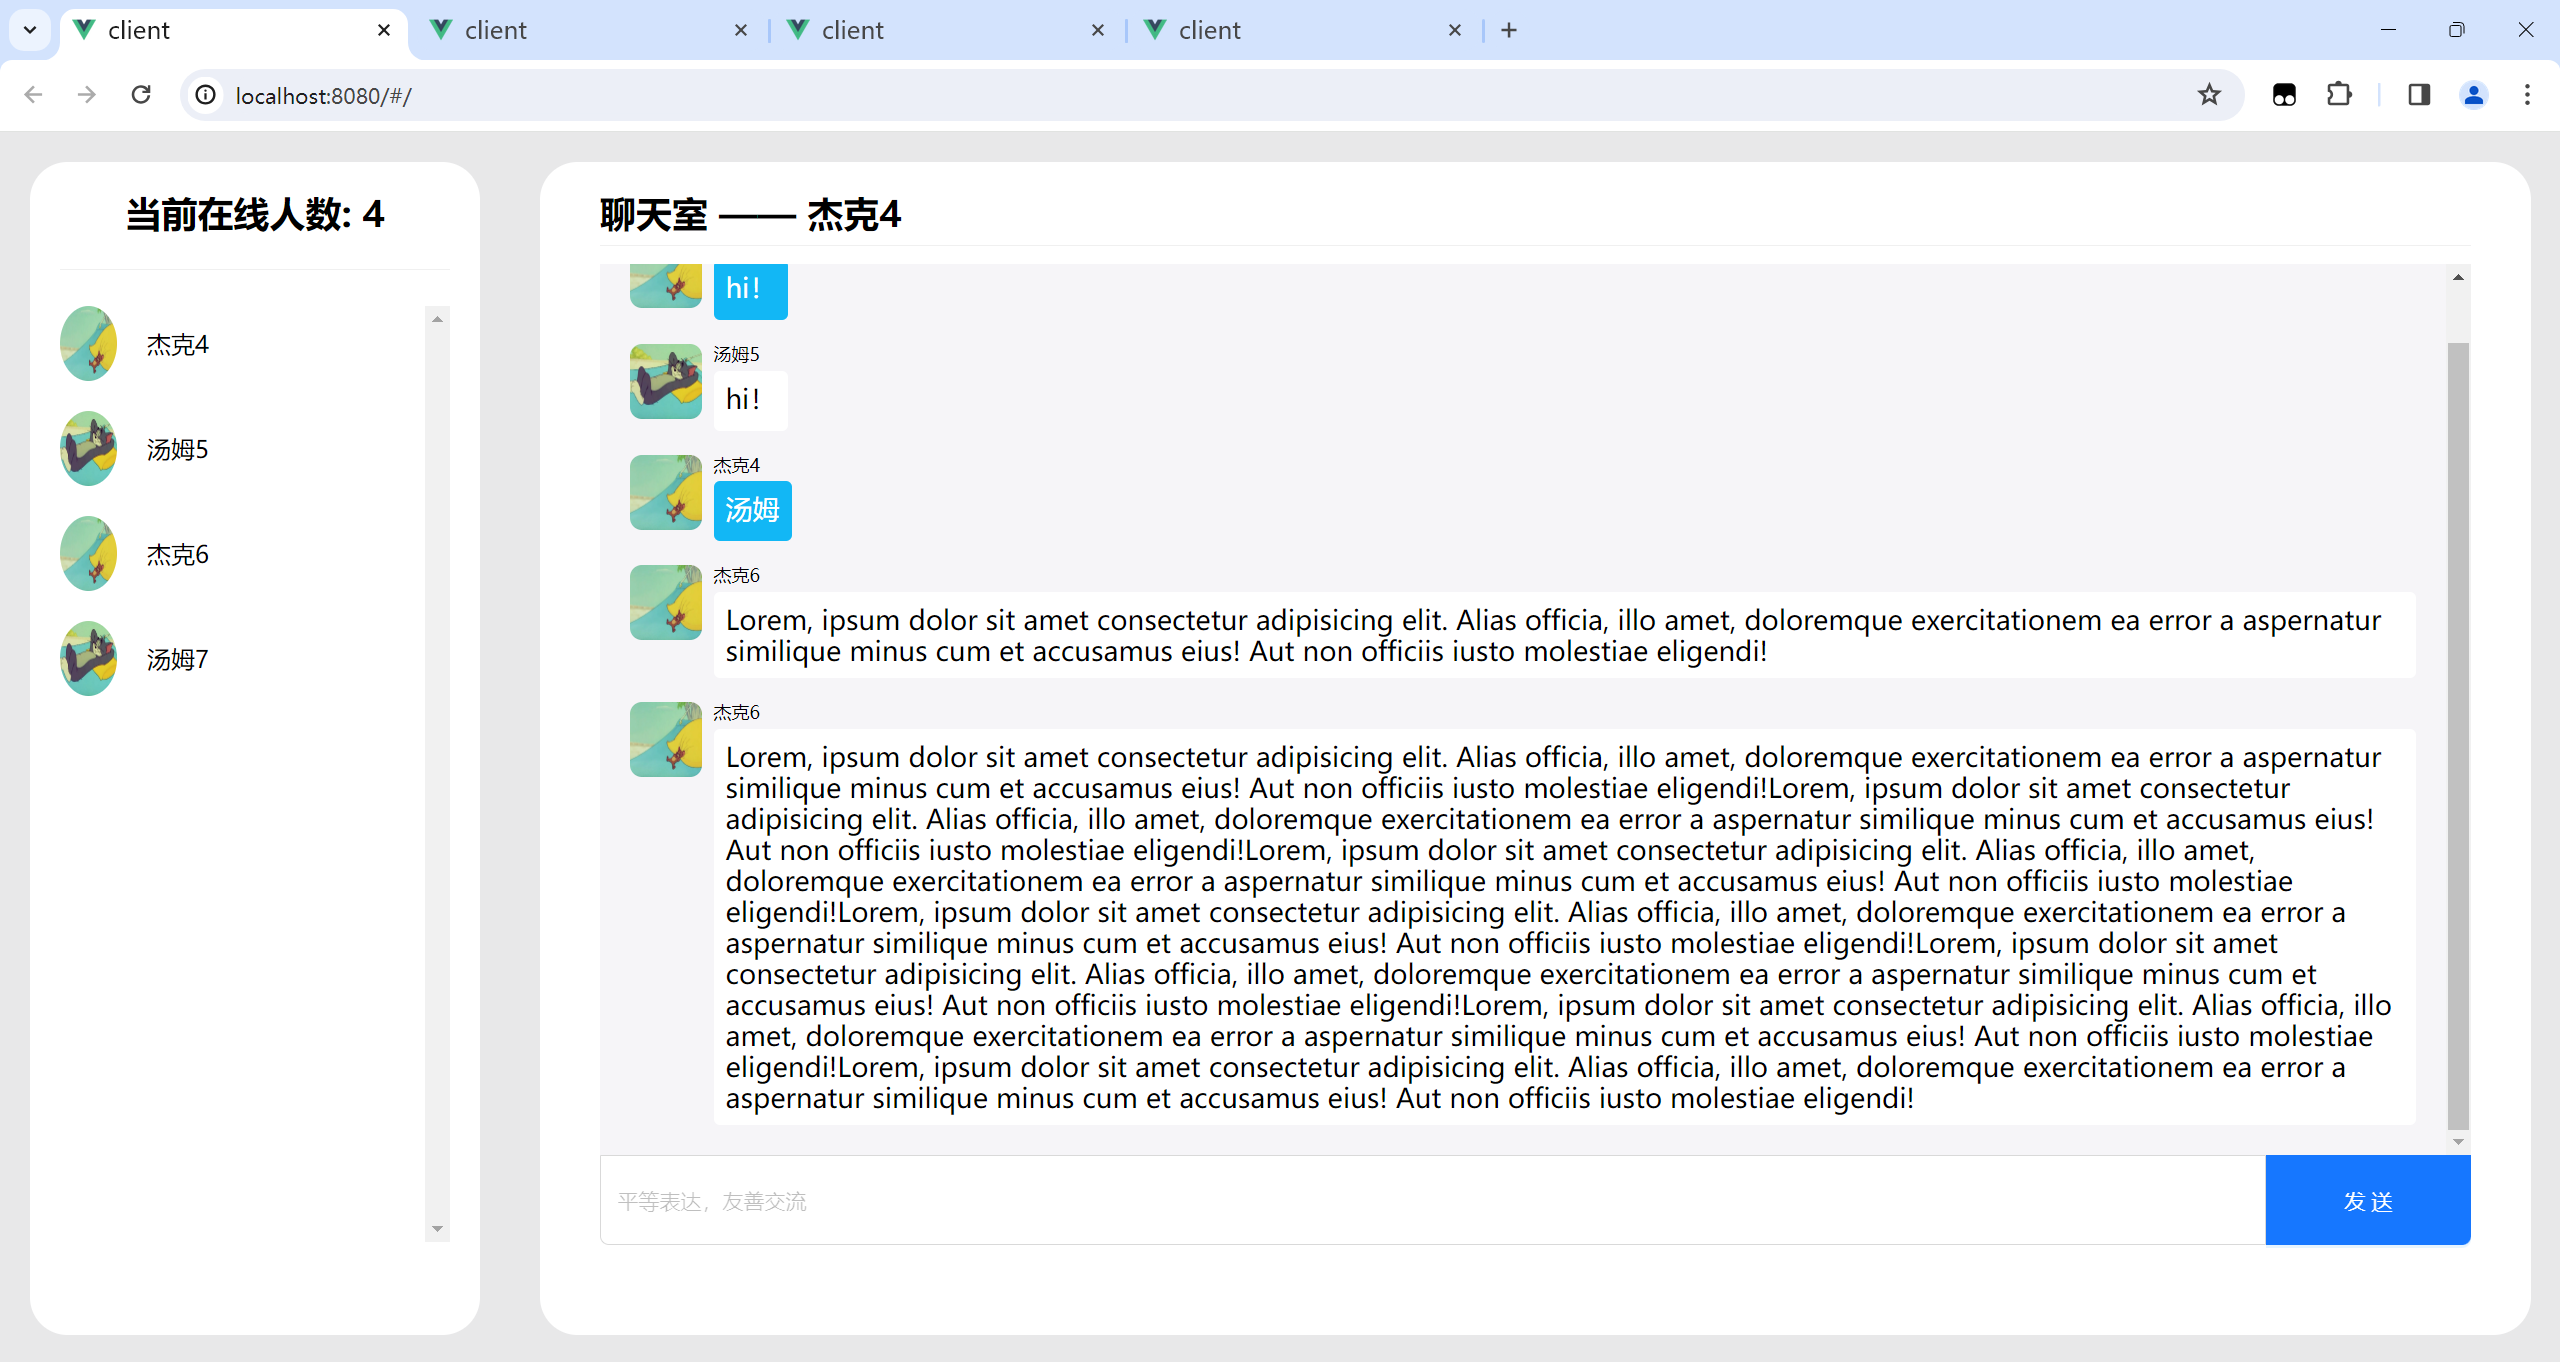 client
client
client
client
localhost:8080/#/
当前在线人数: 4
杰克4
汤姆5
杰克6
汤姆7
聊天室 —— 杰克4
hi!
汤姆5
hi!
杰克4
汤姆
杰克6
Lorem, ipsum dolor sit amet consectetur adipisicing elit. Alias officia, illo amet, doloremque exercitationem ea error a aspernatur
similique minus cum et accusamus eius! Aut non officiis iusto molestiae eligendi!
杰克6
Lorem, ipsum dolor sit amet consectetur adipisicing elit. Alias officia, illo amet, doloremque exercitationem ea error a aspernatur
similique minus cum et accusamus eius! Aut non officiis iusto molestiae eligendi!Lorem, ipsum dolor sit amet consectetur
adipisicing elit. Alias officia, illo amet, doloremque exercitationem ea error a aspernatur similique minus cum et accusamus eius!
Aut non officiis iusto molestiae eligendi!Lorem, ipsum dolor sit amet consectetur adipisicing elit. Alias officia, illo amet,
doloremque exercitationem ea error a aspernatur similique minus cum et accusamus eius! Aut non officiis iusto molestiae
eligendi!Lorem, ipsum dolor sit amet consectetur adipisicing elit. Alias officia, illo amet, doloremque exercitationem ea error a
aspernatur similique minus cum et accusamus eius! Aut non officiis iusto molestiae eligendi!Lorem, ipsum dolor sit amet
consectetur adipisicing elit. Alias officia, illo amet, doloremque exercitationem ea error a aspernatur similique minus cum et
accusamus eius! Aut non officiis iusto molestiae eligendi!Lorem, ipsum dolor sit amet consectetur adipisicing elit. Alias officia, illo
amet, doloremque exercitationem ea error a aspernatur similique minus cum et accusamus eius! Aut non officiis iusto molestiae
eligendi!Lorem, ipsum dolor sit amet consectetur adipisicing elit. Alias officia, illo amet, doloremque exercitationem ea error a
aspernatur similique minus cum et accusamus eius! Aut non officiis iusto molestiae eligendi!
平等表达，友善交流
发 送